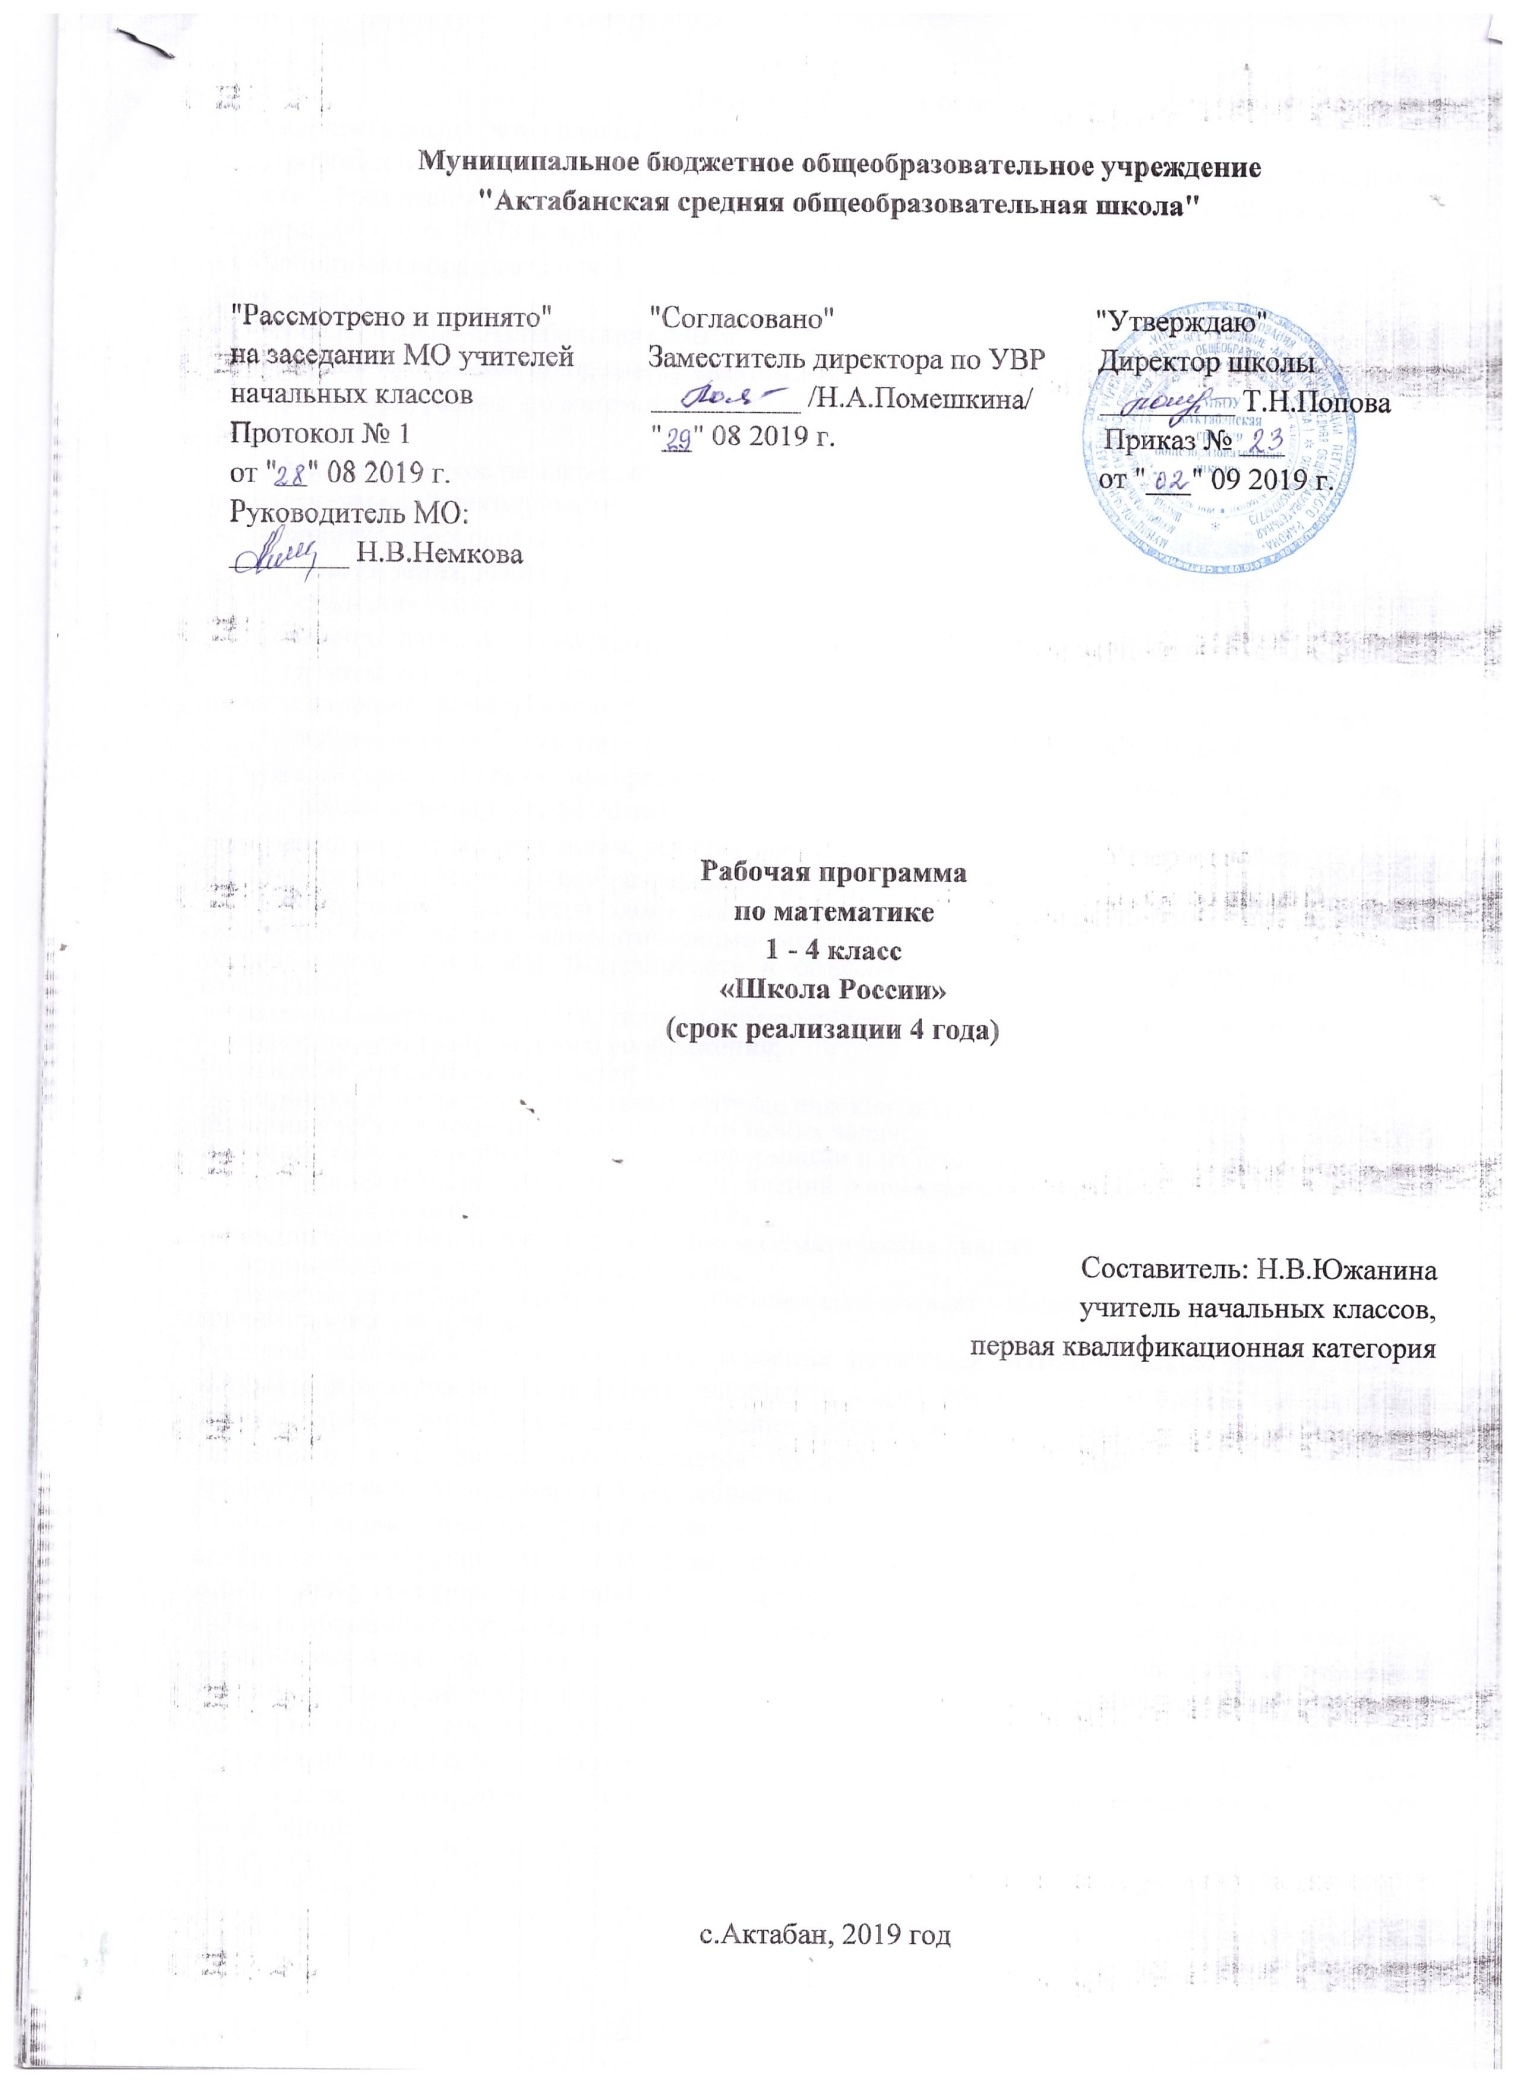 Муниципальное бюджетное общеобразовательное учреждение
"Актабанская средняя общеобразовательная школа"
"Рассмотрено и принято"
на заседании МО учителей
начальных классов
Протокол № 1
от "28" 08 2019 г.
Руководитель МО:
Н.В.Немкова
"Согласовано"
Заместитель директора по УВР
/Н.А.Помешкина/
"29" 08 2019 г.
"Утверждаю"
Директор школы
Т.Н.Попова
Приказ № 23
от "02" 09 2019 г.
Рабочая программа
по математике
1 - 4 класс
«Школа России»
(срок реализации 4 года)
Составитель: Н.В.Южанина
учитель начальных классов,
первая квалификационная категория
с.Актабан, 2019 год